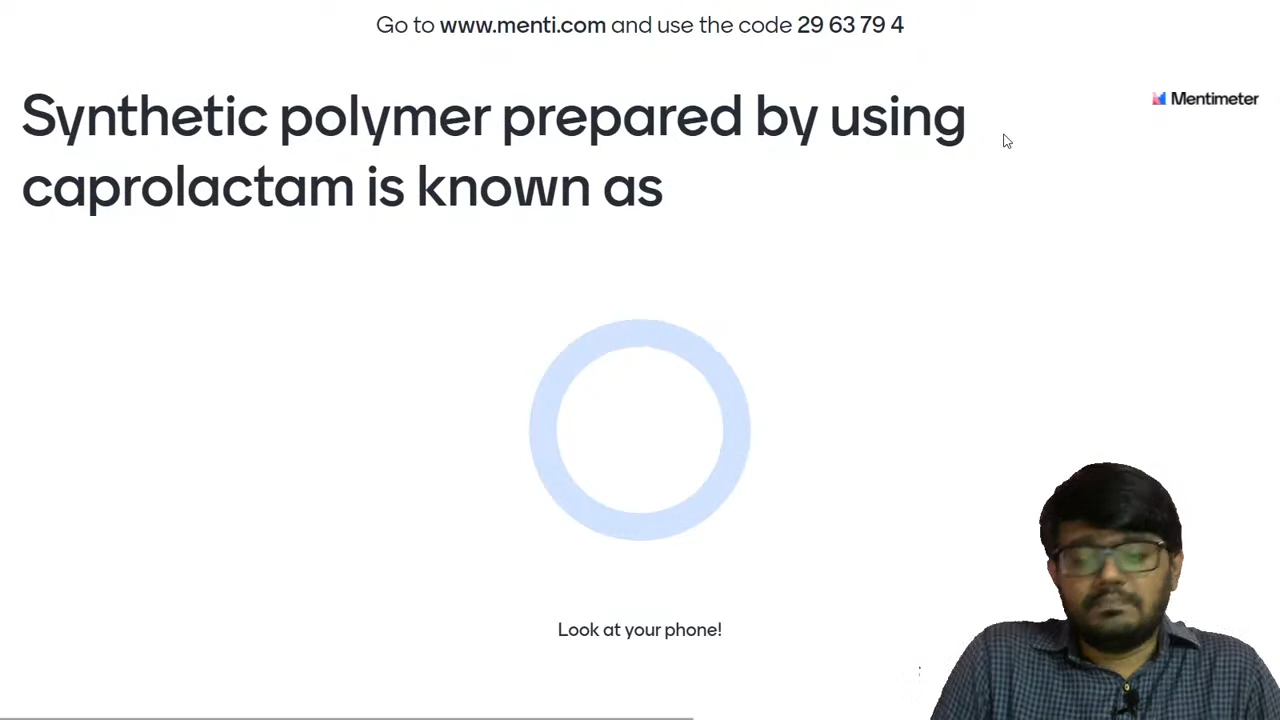 Go to www.menti.com and use the code 29 63 79 4
Synthetic polymer prepared by using
caprolactam is known as
Mentimeter
Look at your phone!